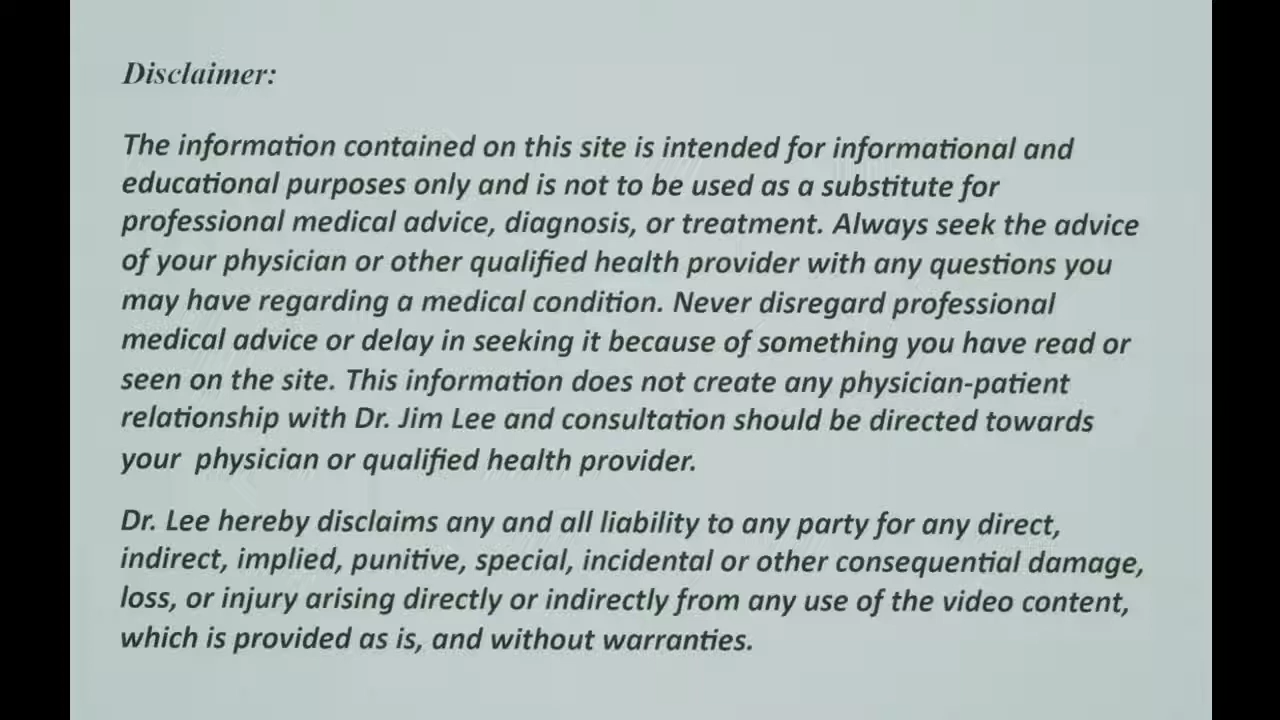 Disclaimer:
The information contained on this site is intended for informational and
educational purposes only and is not to be used as a substitute for
professional medical advice, diagnosis, or treatment. Always seek the advice
of your physician or other qualified health provider with any questions you
may have regarding a medical condition. Never disregard professional
medical advice or delay in seeking it because of something you have read or
seen on the site. This information does not create any physician-patient
relationship with Dr. Jim Lee and consultation should be directed towards
your  physician or qualified health provider.
Dr. Lee hereby disclaims any and all liability to any party for any direct,
indirect, implied, punitive, special, incidental or other consequential damage,
loss, or injury arising directly or indirectly from any use of the video content,
which is provided as is, and without warranties.